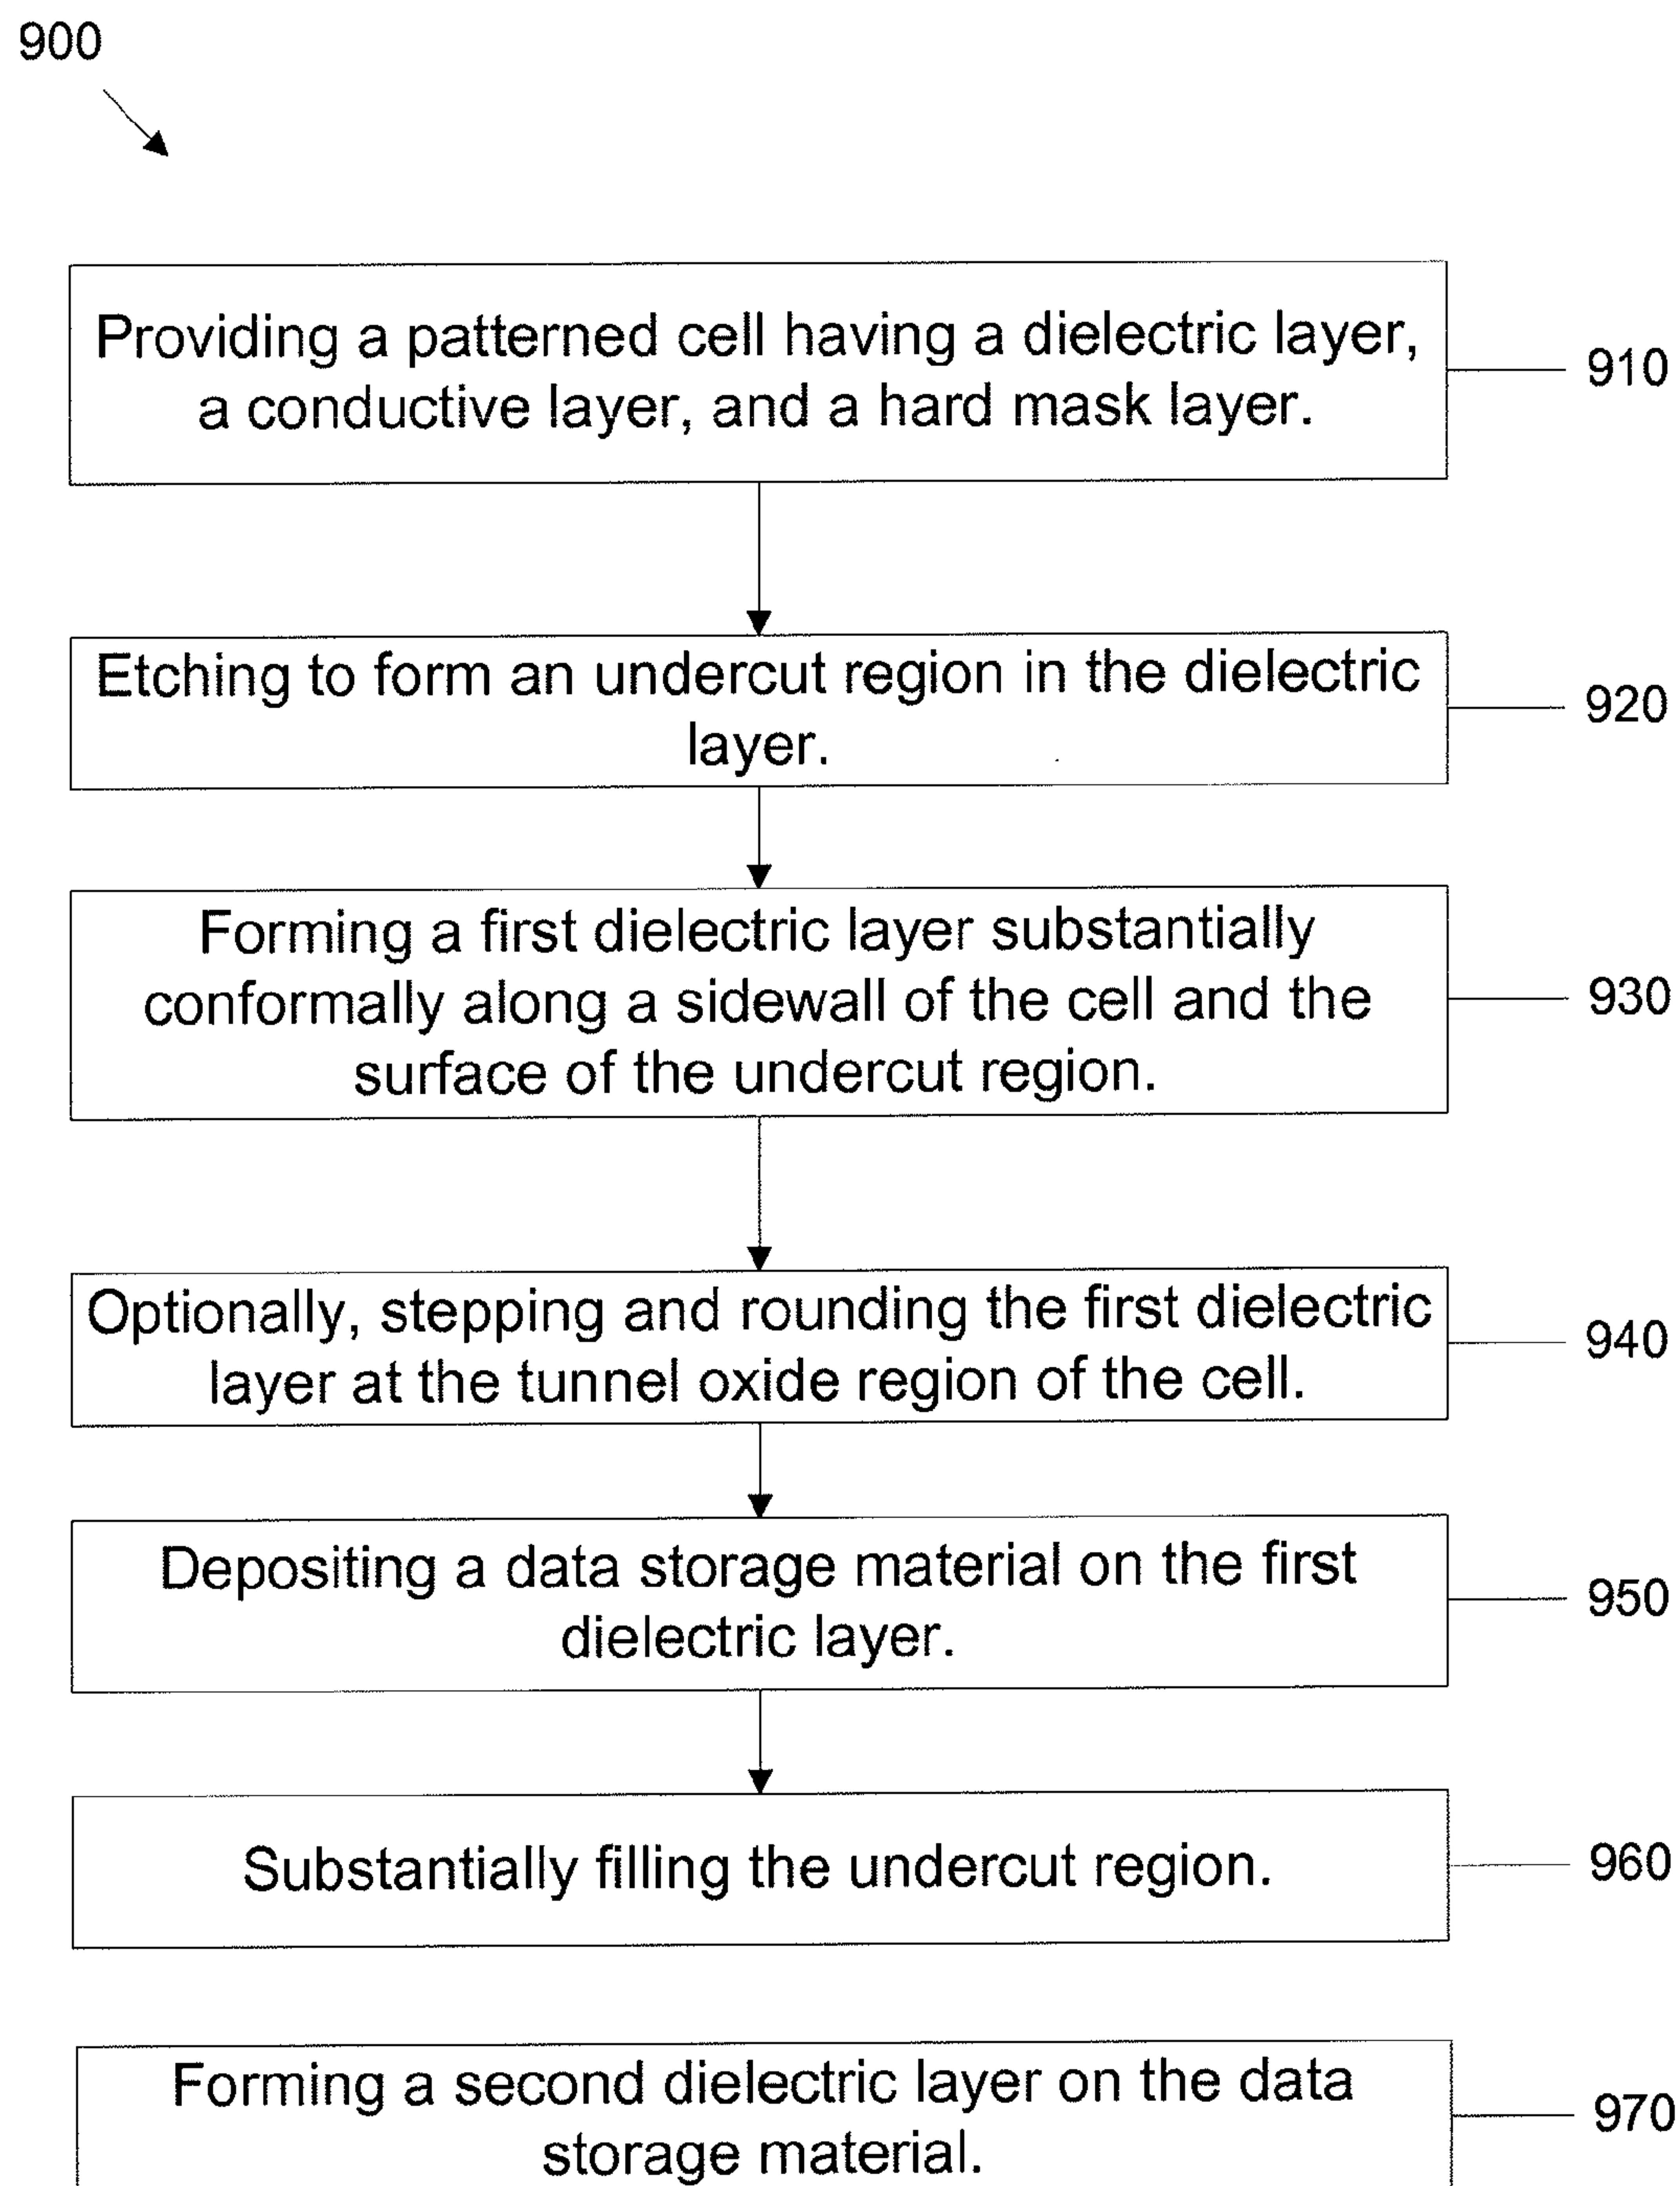 900
Providing a patterned cell having a dielectric layer,
a conductive layer, and a hard mask layer.
910
Etching to form an undercut region in the dielectric
layer.
920
Forming a first dielectric layer substantially
conformally along a sidewall of the cell and the
surface of the undercut region.
930
Optionally, stepping and rounding the first dielectric
layer at the tunnel oxide region of the cell.
940
Depositing a data storage material on the first
dielectric layer.
950
Substantially filling the undercut region.
960
Forming a second dielectric layer on the data
storage material.
970